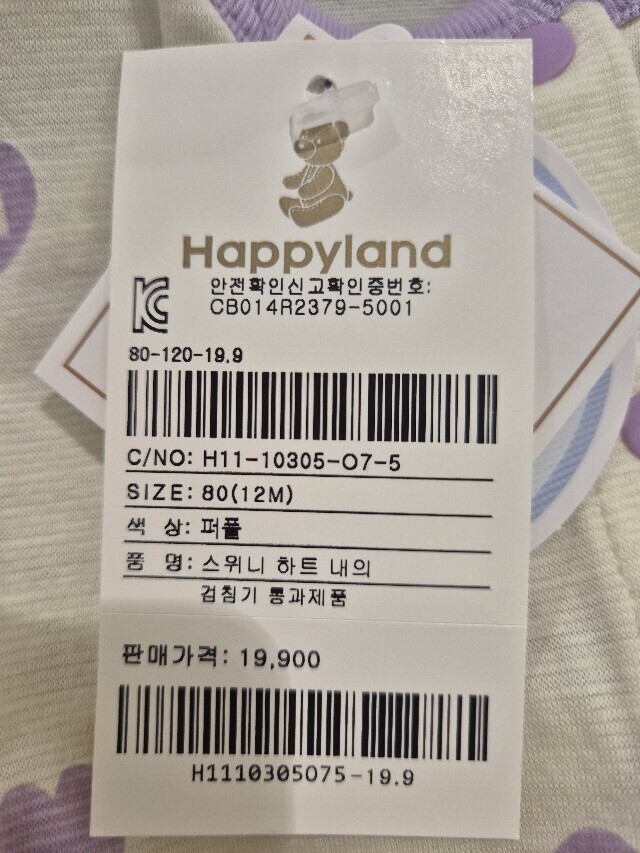 Happyland
안전확인신고확인증번호:
CB014R2379-5001
80-120-19.9
C/NO: H11-10305-O7-5
SIZE: 80(12M)
색 상: 퍼플
품 명: 스위니 하트 내의
검침기 통과제품
판매가격: 19,900
H1110305O75-19.9